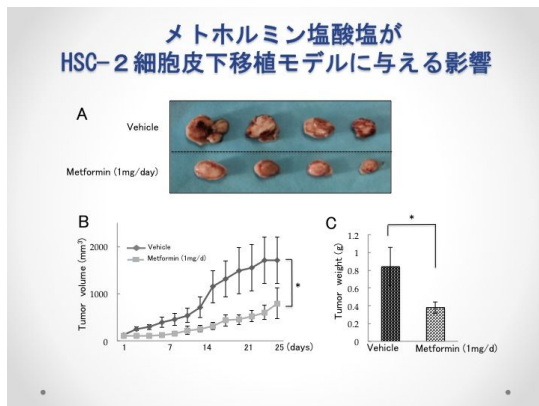 メトホルミン塩酸塩が
HSC-２細胞皮下移植モデルに与える影響
A
Vehicle
Metformin (1mg/day)
B
Tumor volume (mm³)
2000
1000
0
Vehicle
Metformin (1mg/d)
*
1 7 14 21 25 (days)
C
Tumor weight (g)
1.2
1
0.8
0.6
0.4
0.2
0
*
Vehicle Metformin (1mg/d)